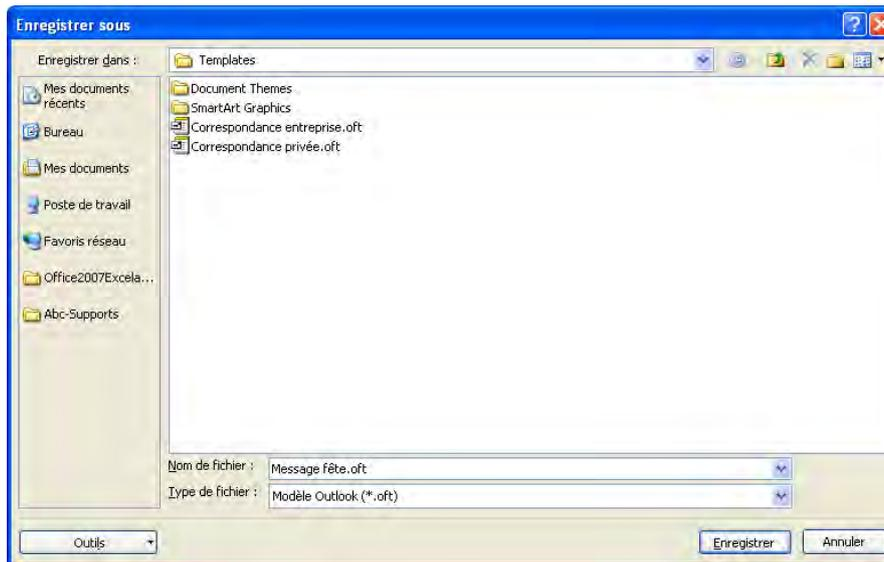 Enregistrer sous
Enregistrer dans :
Templates
Mes documents
récents
Bureau
Mes documents
Poste de travail
Favoris réseau
Office2007Excela...
Abc-Supports
Document Themes
SmartArt Graphics
Correspondance entreprise.oft
Correspondance privée.oft
Nom de fichier :
Message fête.oft
Type de fichier :
Modèle Outlook (*.oft)
Outils
Enregistrer
Annuler